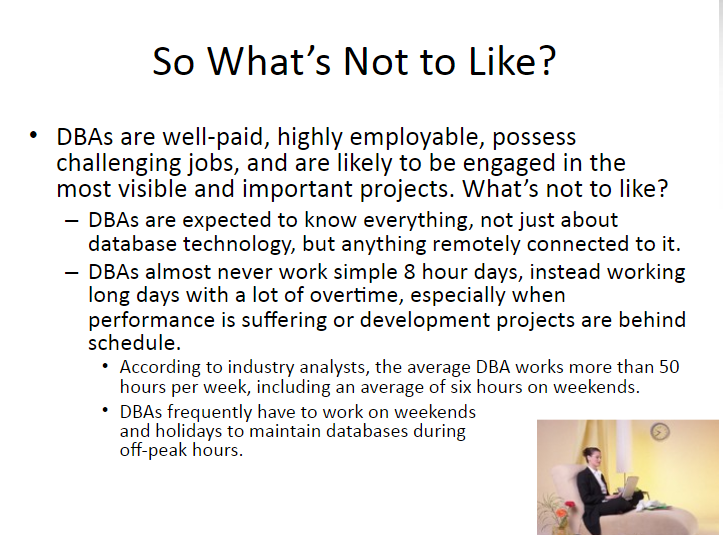 So What's Not to Like?
• DBAs are well-paid, highly employable, possess
challenging jobs, and are likely to be engaged in the
most visible and important projects. What's not to like?
– DBAs are expected to know everything, not just about
database technology, but anything remotely connected to it.
– DBAs almost never work simple 8 hour days, instead working
long days with a lot of overtime, especially when
performance is suffering or development projects are behind
schedule.
• According to industry analysts, the average DBA works more than 50
hours per week, including an average of six hours on weekends.
• DBAs frequently have to work on weekends
and holidays to maintain databases during
off-peak hours.